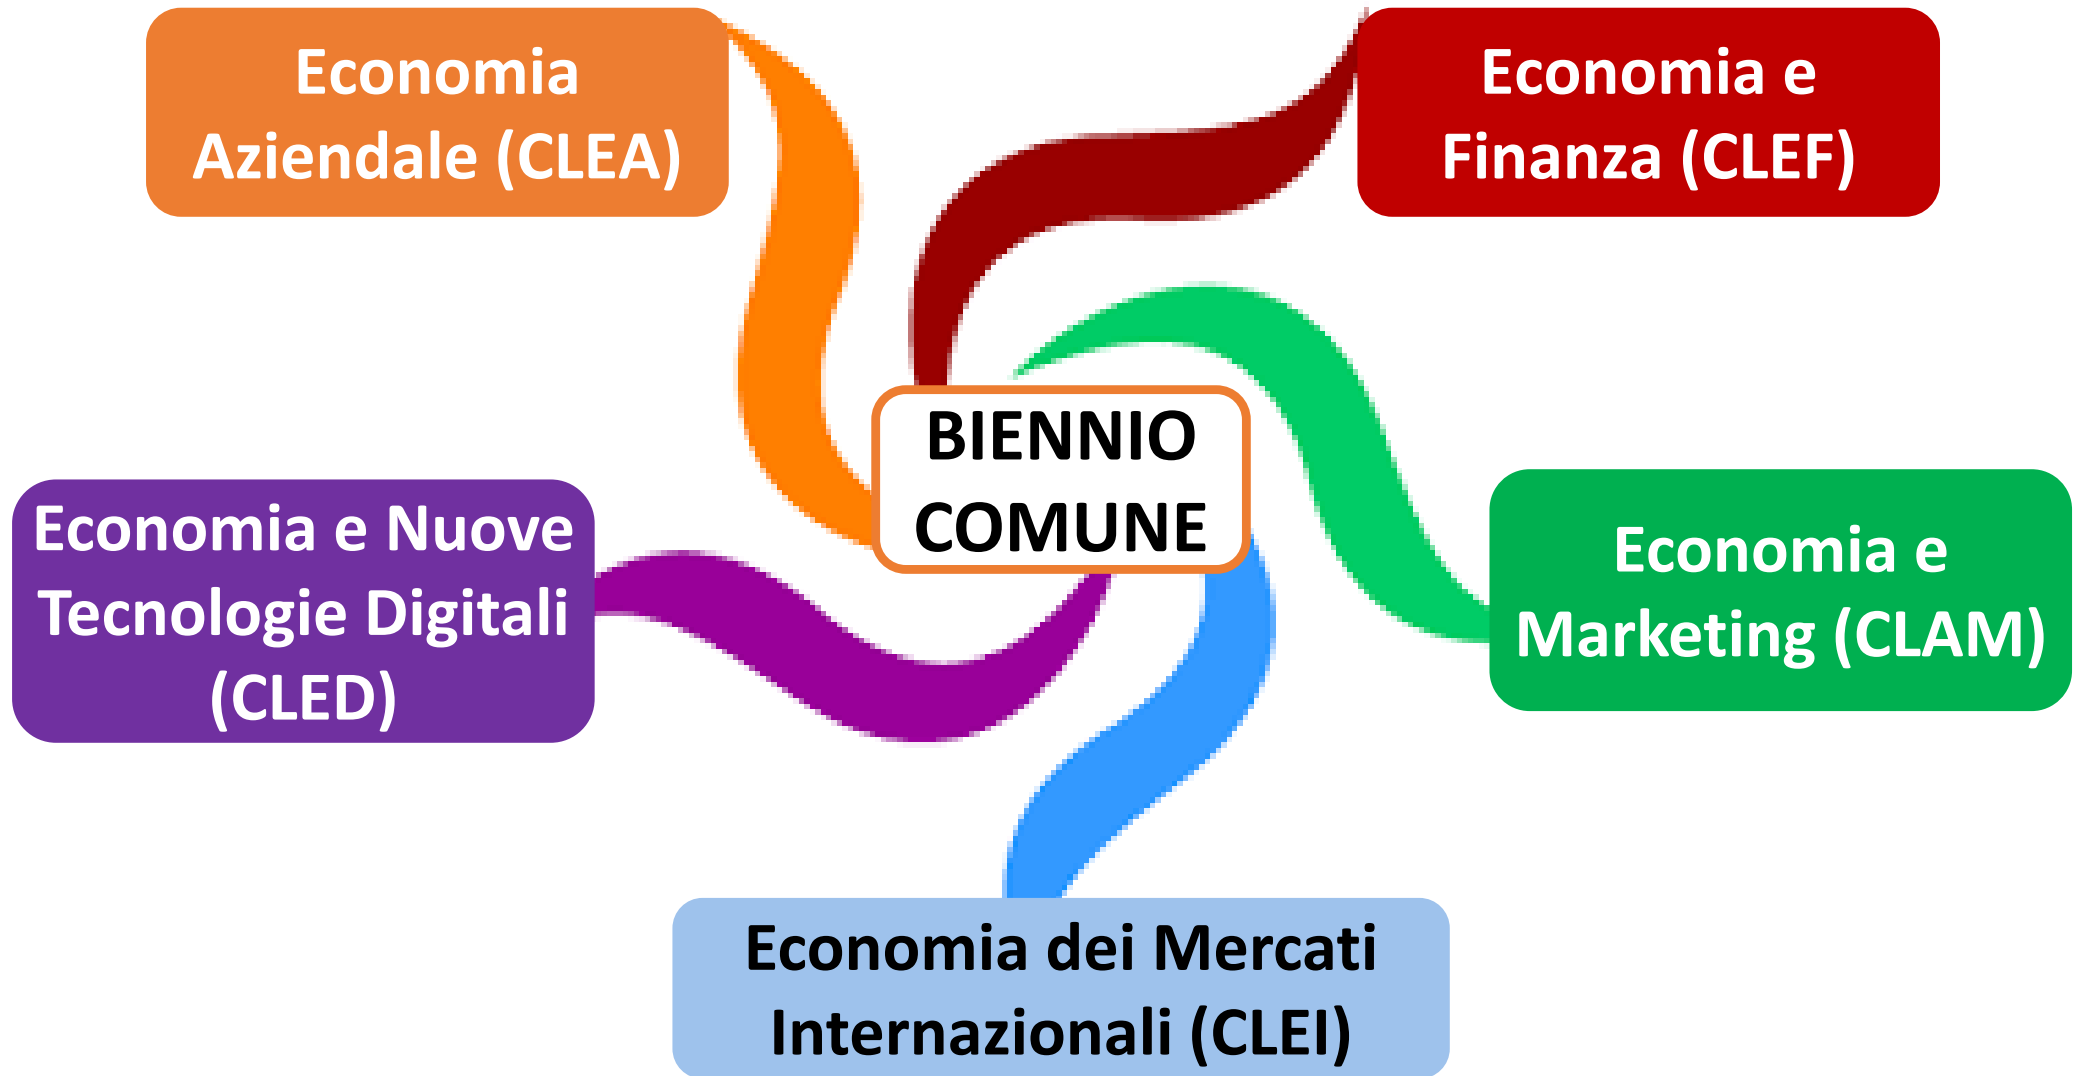 Economia
Aziendale (CLEA)
Economia e
Finanza (CLEF)
BIENNIO
COMUNE
Economia e Nuove
Tecnologie Digitali
(CLED)
Economia e
Marketing (CLAM)
Economia dei Mercati
Internazionali (CLEI)